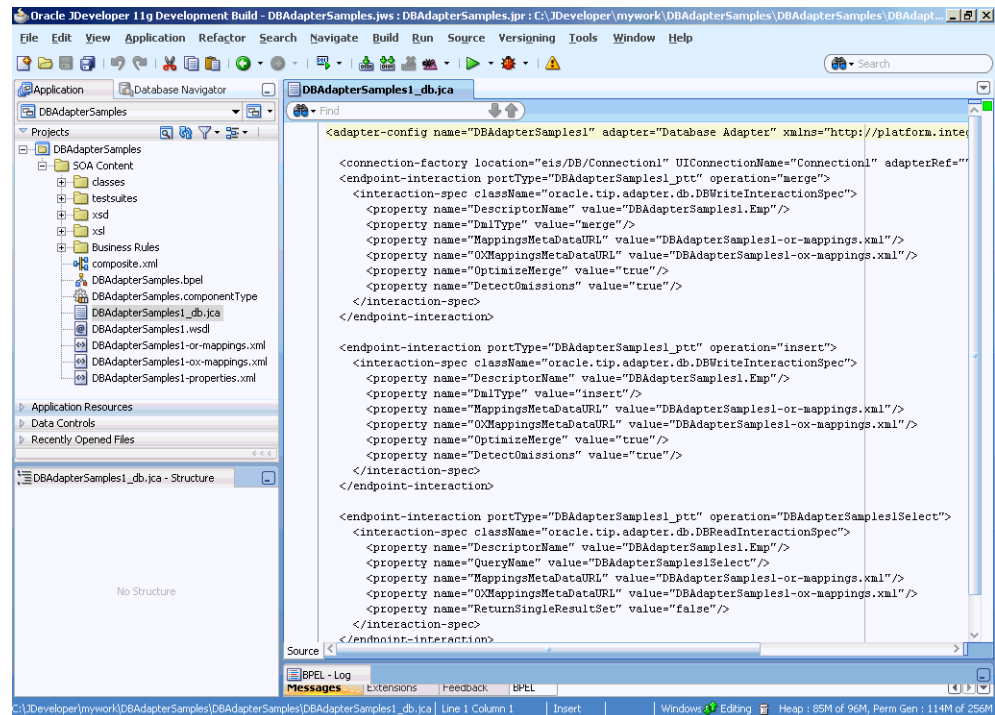 Oracle JDeveloper 11g Development Build - DBAdapterSamples.jws : DBAdapterSamples.jpr : C:\JDeveloper\mywork\DBAdapterSamples\DBAdapterSamples\DBAdapt...
File Edit View Application Refactor Search Navigate Build Run Source Versioning Tools Window Help
Search
Application Database Navigator
DBAdapterSamples
Projects
DBAdapterSamples
SOA Content
classes
testsuites
xsd
xsl
Business Rules
composite.xml
DBAdapterSamples.bpel
DBAdapterSamples.componentType
DBAdapterSamples1_db.jca
DBAdapterSamples1.wsdl
DBAdapterSamples1-or-mappings.xml
DBAdapterSamples1-ox-mappings.xml
DBAdapterSamples1-properties.xml
Application Resources
Data Controls
Recently Opened Files
DBAdapterSamples1_db.jca - Structure
No Structure
DBAdapterSamples1_db.jca
Find
<adapter-config name="DBAdapterSamples1" adapter="Database Adapter" xmlns="http://platform.integ
<connection-factory location="eis/DB/Connection1" UIConnectionName="Connection1" adapterRef=""
<endpoint-interaction portType="DBAdapterSamples1_ptt" operation="merge">
<interaction-spec className="oracle.tip.adapter.db.DBWriteInteractionSpec">
<property name="DescriptorName" value="DBAdapterSamples1.Emp"/>
<property name="DmlType" value="merge"/>
<property name="MappingsMetaDataURL" value="DBAdapterSamples1-or-mappings.xml"/>
<property name="OXMappingsMetaDataURL" value="DBAdapterSamples1-ox-mappings.xml"/>
<property name="OptimizeMerge" value="true"/>
<property name="DetectOmissions" value="true"/>
</interaction-spec>
</endpoint-interaction>
<endpoint-interaction portType="DBAdapterSamples1_ptt" operation="insert">
<interaction-spec className="oracle.tip.adapter.db.DBWriteInteractionSpec">
<property name="DescriptorName" value="DBAdapterSamples1.Emp"/>
<property name="DmlType" value="insert"/>
<property name="MappingsMetaDataURL" value="DBAdapterSamples1-or-mappings.xml"/>
<property name="OXMappingsMetaDataURL" value="DBAdapterSamples1-ox-mappings.xml"/>
<property name="OptimizeMerge" value="true"/>
<property name="DetectOmissions" value="true"/>
</interaction-spec>
</endpoint-interaction>
<endpoint-interaction portType="DBAdapterSamples1_ptt" operation="DBAdapterSamples1Select">
<interaction-spec className="oracle.tip.adapter.db.DBReadInteractionSpec">
<property name="DescriptorName" value="DBAdapterSamples1.Emp"/>
<property name="QueryName" value="DBAdapterSamples1Select"/>
<property name="MappingsMetaDataURL" value="DBAdapterSamples1-or-mappings.xml"/>
<property name="OXMappingsMetaDataURL" value="DBAdapterSamples1-ox-mappings.xml"/>
<property name="ReturnSingleResultSet" value="false"/>
</interaction-spec>
</endpoint-interaction>
Source
BPEL - Log
Messages Extensions Feedback BPEL
C:\JDeveloper\mywork\DBAdapterSamples\DBAdapterSamples\DBAdapterSamples1_db.jca Line 1 Column 1 Insert Windows Editing Heap : 85M of 96M, Perm Gen : 114M of 256M